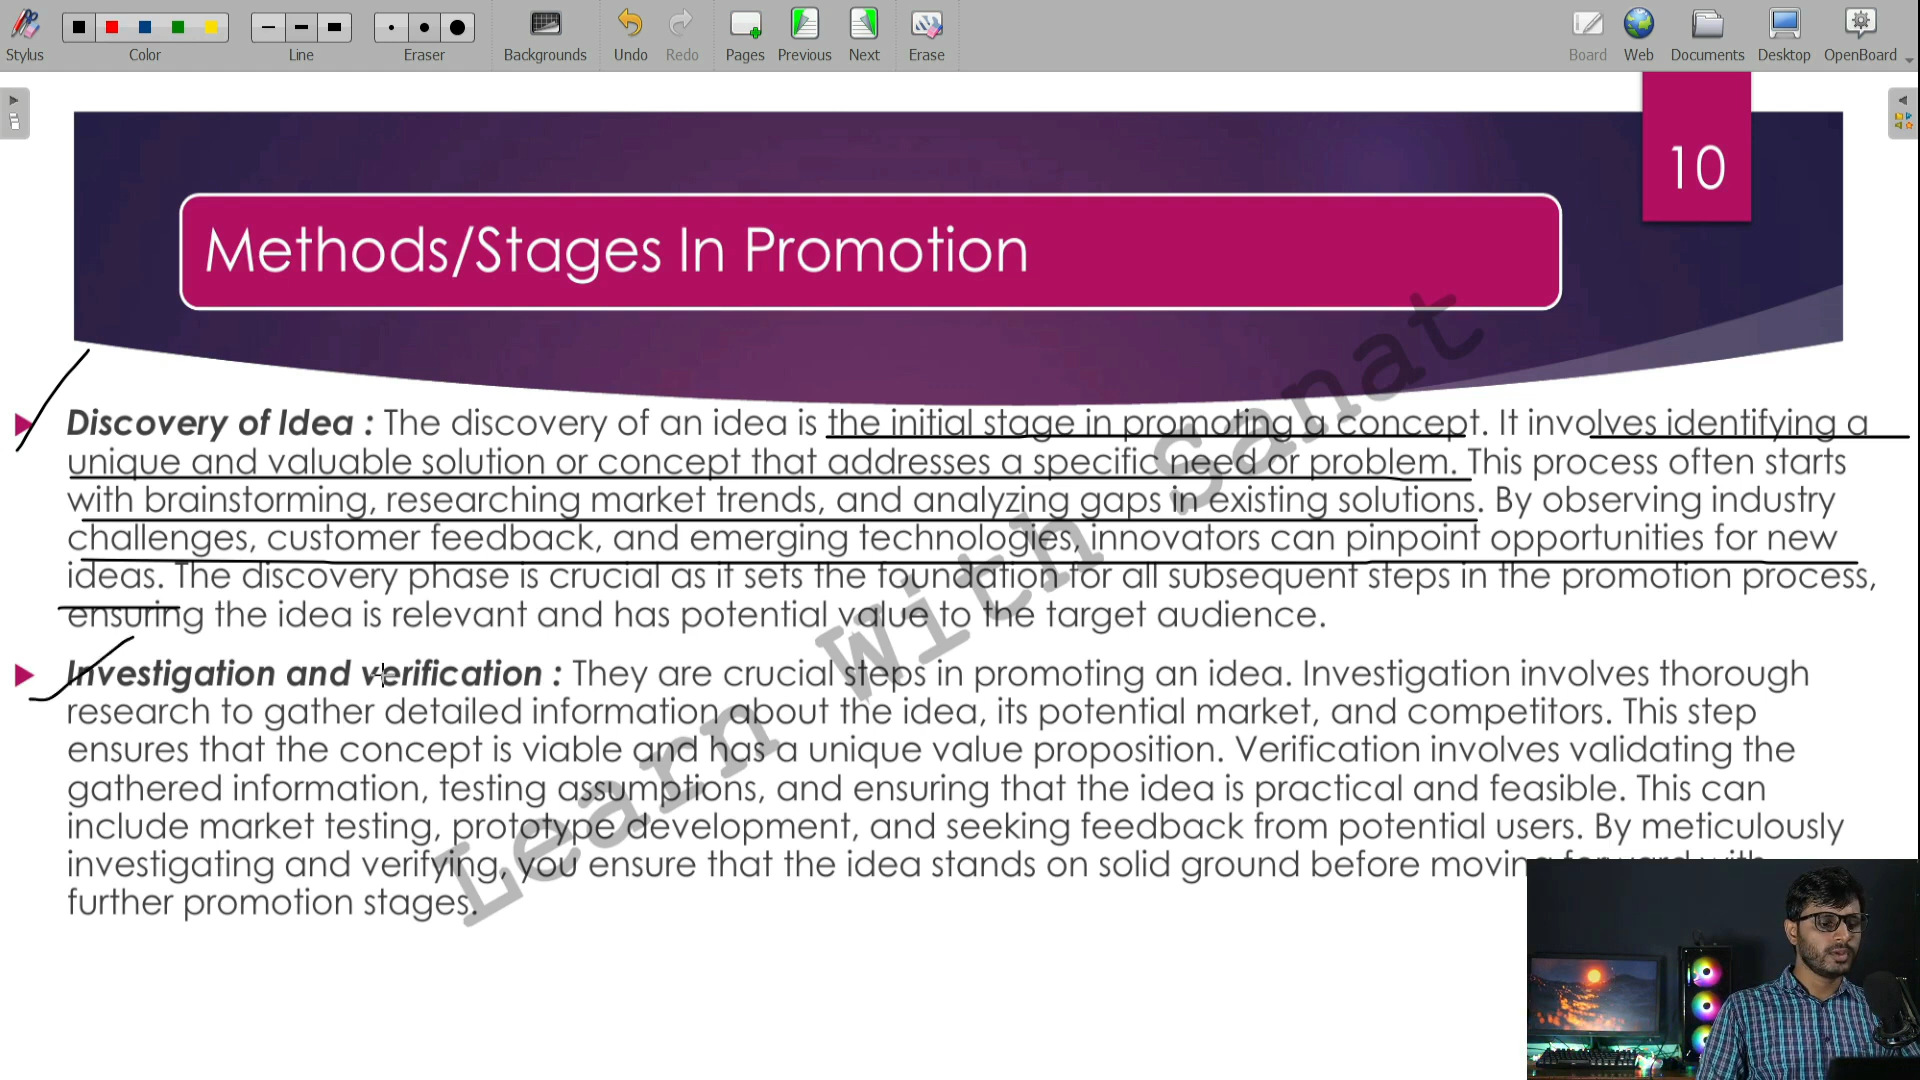 Stylus
Color
Line
Eraser
Backgrounds
Undo
Redo
Pages
Previous
Next
Erase
Board
Web
Documents
Desktop
OpenBoard
10
Methods/Stages In Promotion
Discovery of Idea : The discovery of an idea is the initial stage in promoting a concept. It involves identifying a
unique and valuable solution or concept that addresses a specific need or problem. This process often starts
with brainstorming, researching market trends, and analyzing gaps in existing solutions. By observing industry
challenges, customer feedback, and emerging technologies, innovators can pinpoint opportunities for new
ideas. The discovery phase is crucial as it sets the foundation for all subsequent steps in the promotion process,
ensuring the idea is relevant and has potential value to the target audience.
Investigation and verification : They are crucial steps in promoting an idea. Investigation involves thorough
research to gather detailed information about the idea, its potential market, and competitors. This step
ensures that the concept is viable and has a unique value proposition. Verification involves validating the
gathered information, testing assumptions, and ensuring that the idea is practical and feasible. This can
include market testing, prototype development, and seeking feedback from potential users. By meticulously
investigating and verifying, you ensure that the idea stands on solid ground before moving forward with
further promotion stages.
Learn With Sanat